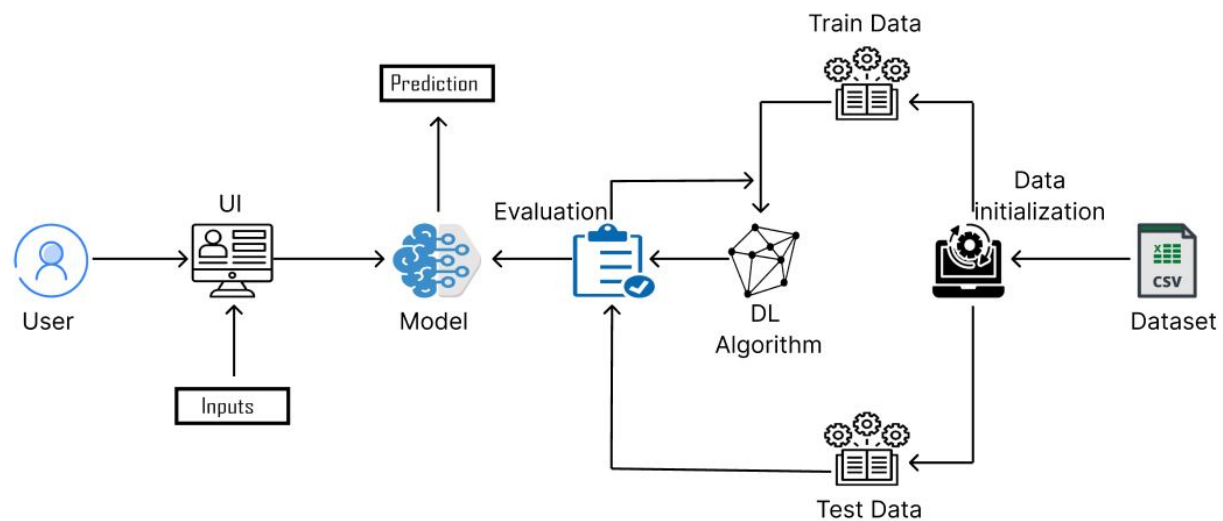 Train Data
Prediction
UI
Evaluation
Data
initialization
CSV
User
Model
DL
Algorithm
Dataset
Inputs
Test Data